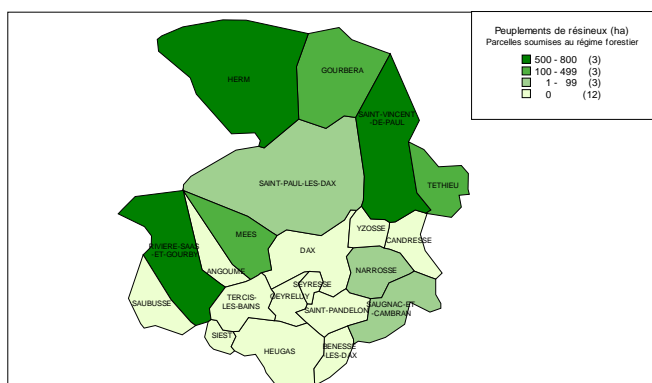 Peuplements de résineux (ha)
Parcelles soumises au régime forestier
500 - 800 (3)
100 - 499 (3)
1 - 99 (3)
0 (12)
HERM
GOURBERA
SAINT-VINCENT
-DE-PAUL
SAINT-PAUL-LES-DAX
TETHIEU
YZOSSE
CANDRESSE
MEES
DAX
RIVIERE-SAAS
-ET-GOURBY
ANGOUME
NARROSSE
SEYRESSE
OEYRELUY
TERCIS
-LES-BAINS
SAUBUSSE
SAINT-PANDELON
SAUGNAC-ET
-CAMBRAN
SIEST
HEUGAS
BENESSE
-LES-DAX